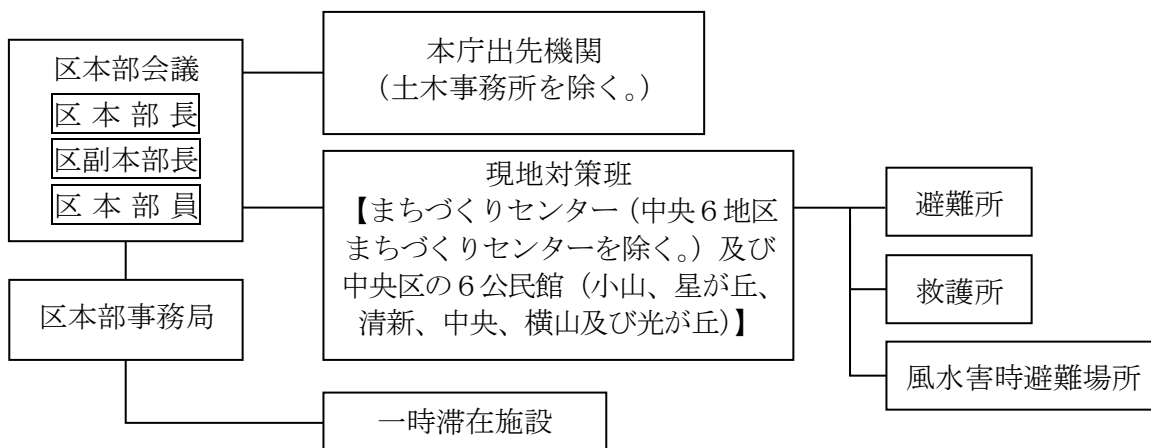 区本部会議
区 本 部 長
区副本部長
区 本 部 員
区本部事務局
本庁出先機関
(土木事務所を除く。)
現地対策班
【まちづくりセンター(中央6地区
まちづくりセンターを除く。)及び
中央区の6公民館(小山、星が丘、
清新、中央、横山及び光が丘)】
一時滞在施設
避難所
救護所
風水害時避難場所